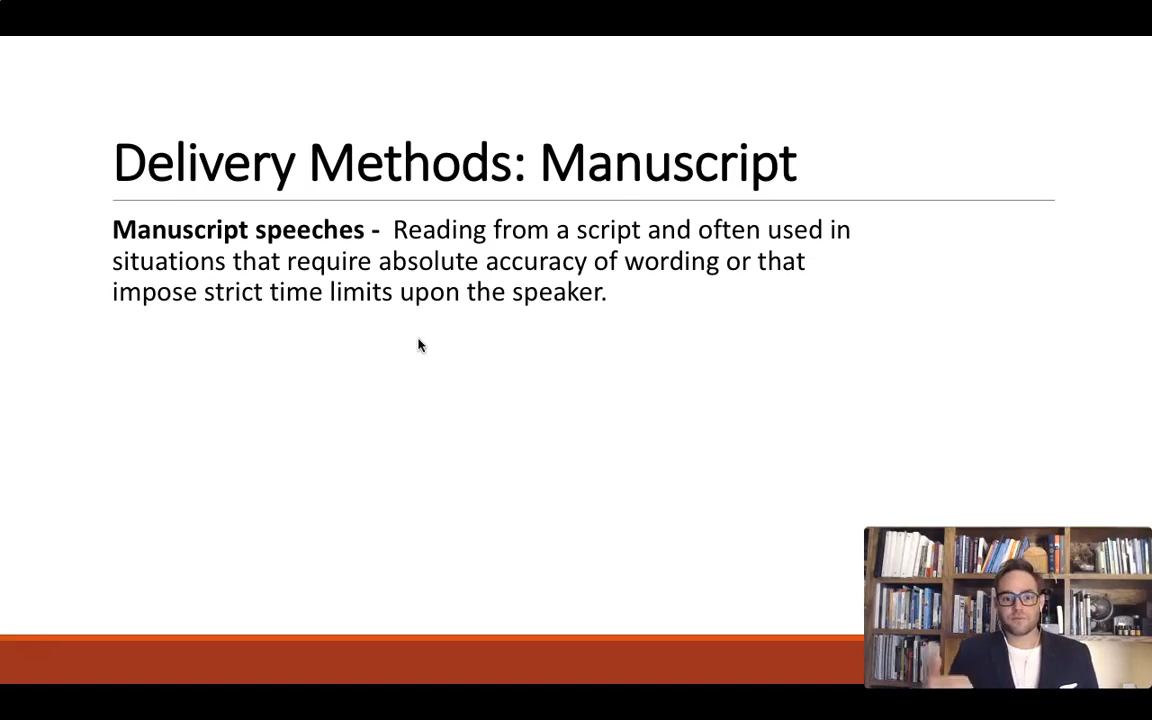 Delivery Methods: Manuscript
Manuscript speeches - Reading from a script and often used in
situations that require absolute accuracy of wording or that
impose strict time limits upon the speaker.